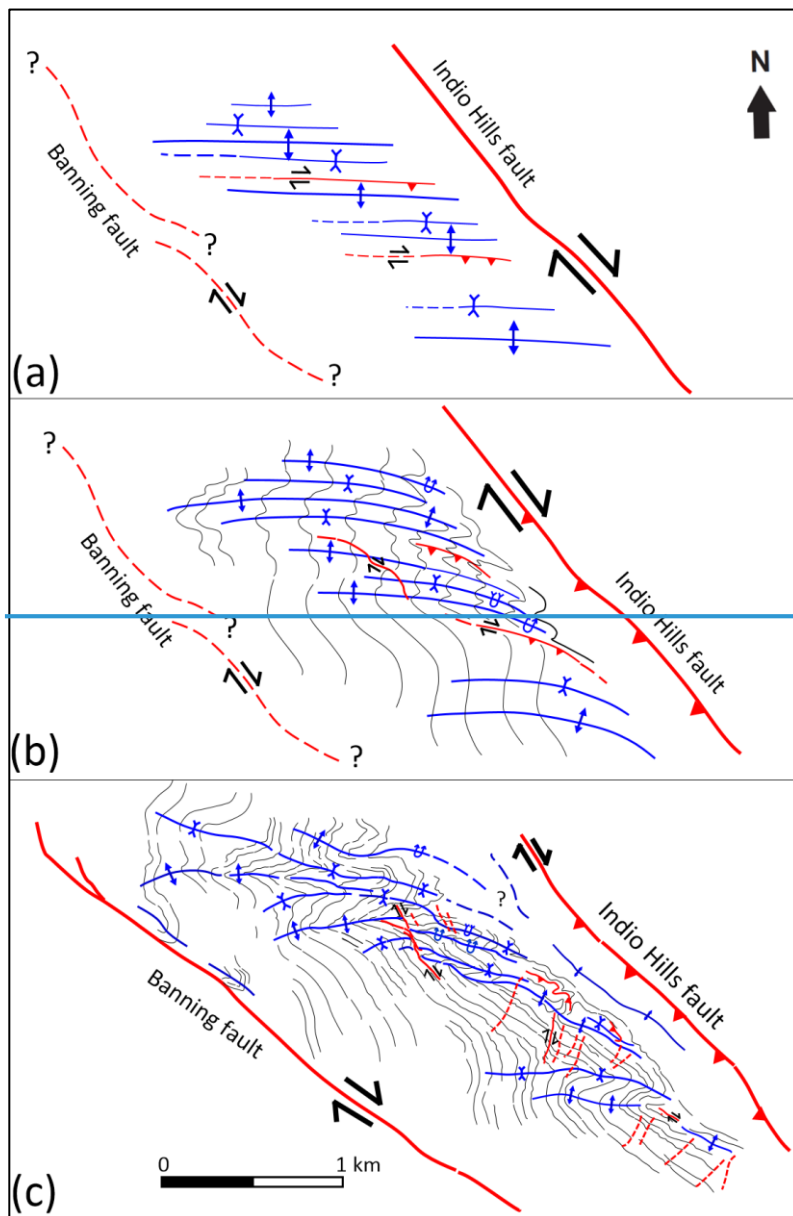 N
?
Indio Hills fault
Banning fault
?
?
(a)
?
Indio Hills fault
Banning fault
?
?
(b)
?
Indio Hills fault
Banning fault
0 1 km
(c)